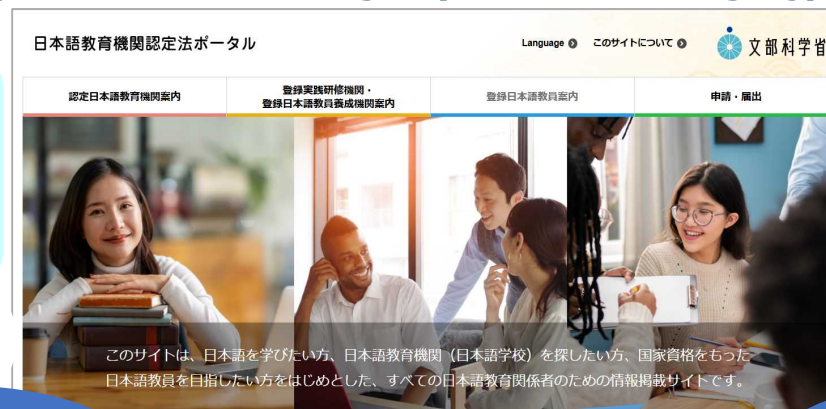 日本語教育機関認定法ポータル
Language
このサイトについて
文部科学省
認定日本語教育機関案内
登録実践研修機関・
登録日本語教員養成機関案内
登録日本語教員案内
申請・届出
このサイトは、日本語を学びたい方、日本語教育機関（日本語学校）を探したい方、国家資格をもった
日本語教員を目指したい方をはじめとした、すべての日本語教育関係者のための情報掲載サイトです。